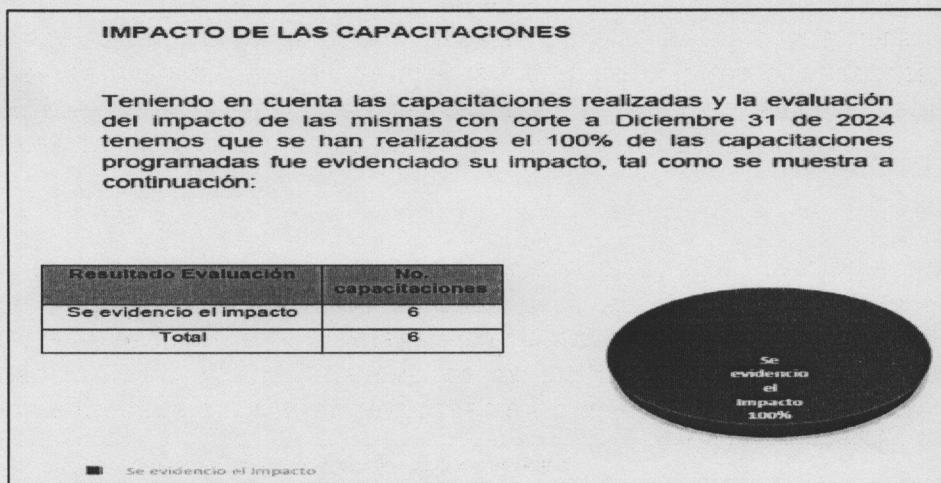 IMPACTO DE LAS CAPACITACIONES
Teniendo en cuenta las capacitaciones realizadas y la evaluación
del impacto de las mismas con corte a Diciembre 31 de 2024
tenemos que se han realizados el 100% de las capacitaciones
programadas fue evidenciado su impacto, tal como se muestra a
continuación:
Resultado Evaluación No. capacitaciones
Se evidencio el impacto 6
Total 6
Se
evidencio
el
Impacto
100%
Se evidencio el Impacto